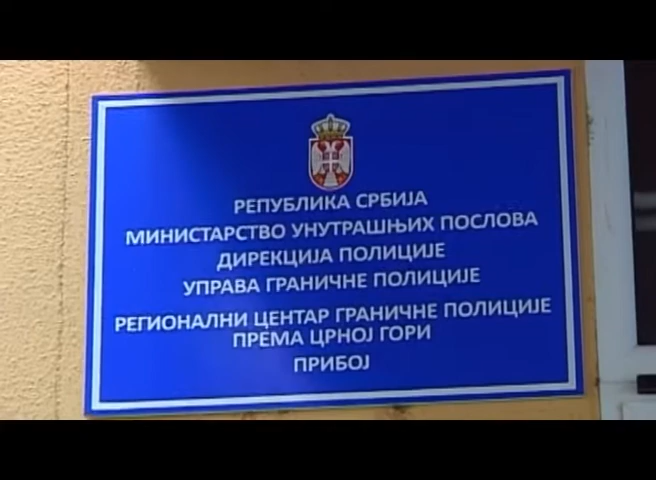 РЕПУБЛИКА СРБИЈА
МИНИСТАРСТВО УНУТРАШЊИХ ПОСЛОВА
ДИРЕКЦИЈА ПОЛИЦИЈЕ
УПРАВА ГРАНИЧНЕ ПОЛИЦИЈЕ
РЕГИОНАЛНИ ЦЕНТАР ГРАНИЧНЕ ПОЛИЦИЈЕ
ПРЕМА ЦРНОЈ ГОРИ
ПРИБОЈ